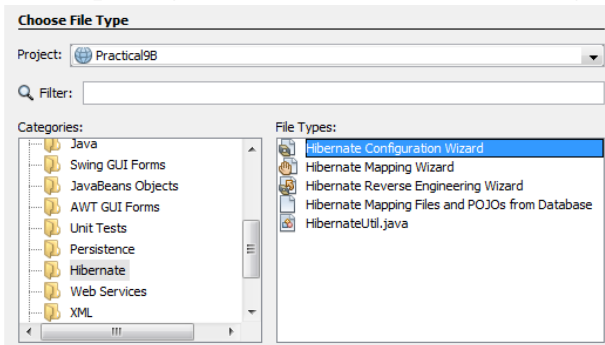 Choose File Type
Project: Practical9B
Filter:
Categories:
Java
Swing GUI Forms
JavaBeans Objects
AWT GUI Forms
Unit Tests
Persistence
Hibernate
Web Services
XML
File Types:
Hibernate Configuration Wizard
Hibernate Mapping Wizard
Hibernate Reverse Engineering Wizard
Hibernate Mapping Files and POJOs from Database
HibernateUtil.java